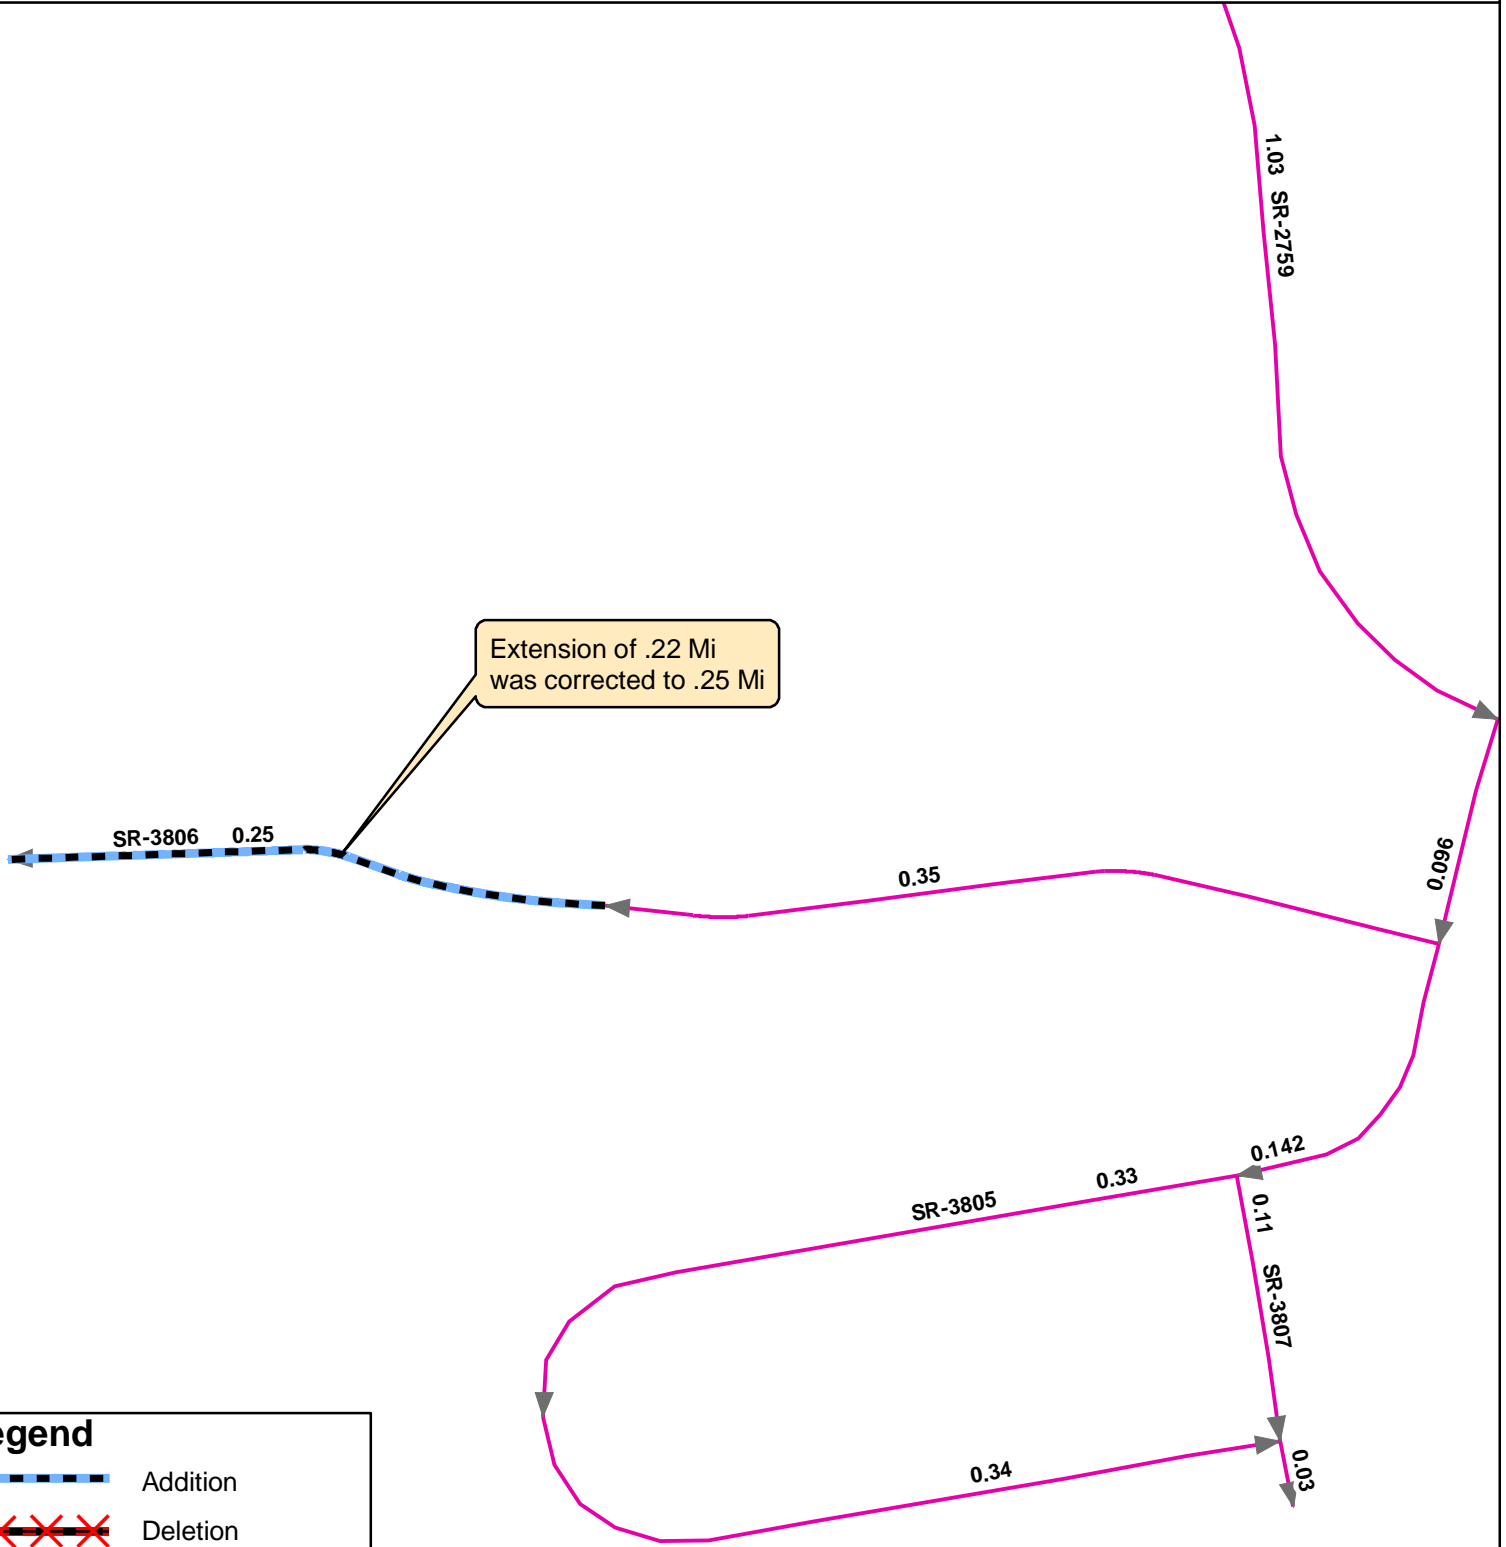 1.03 SR-2759
Extension of .22 Mi
was corrected to .25 Mi
SR-3806 0.25
0.35
0.096
0.142
0.33
SR-3805
0.11 SR-3807
0.34
0.03
egend
Addition
Deletion